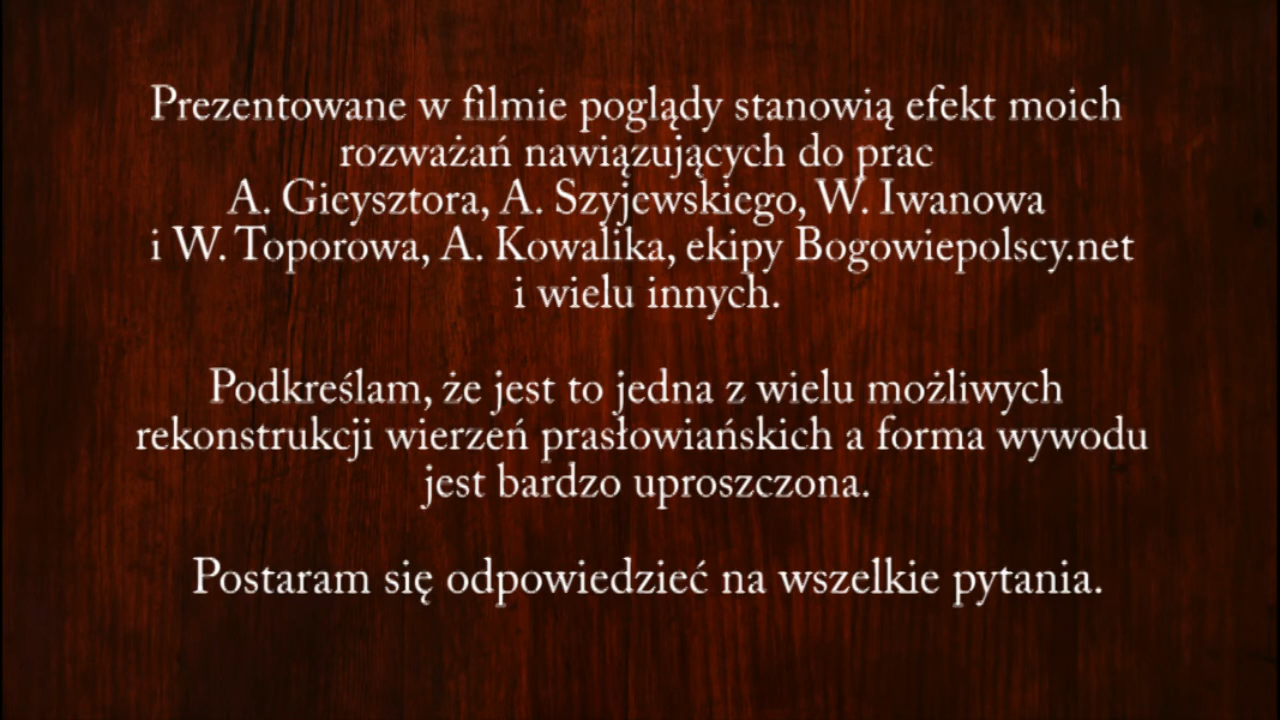 Prezentowane w filmie poglądy stanowią efekt moich
rozważań nawiązujących do prac
A. Gieysztora, A. Szyjewskiego, W. Iwanowa
i W. Toporowa, A. Kowalika, ekipy Bogowiepolscy.net
i wielu innych.
Podkreślam, że jest to jedna z wielu możliwych
rekonstrukcji wierzeń prasłowiańskich a forma wywodu
jest bardzo uproszczona.
Postaram się odpowiedzieć na wszelkie pytania.